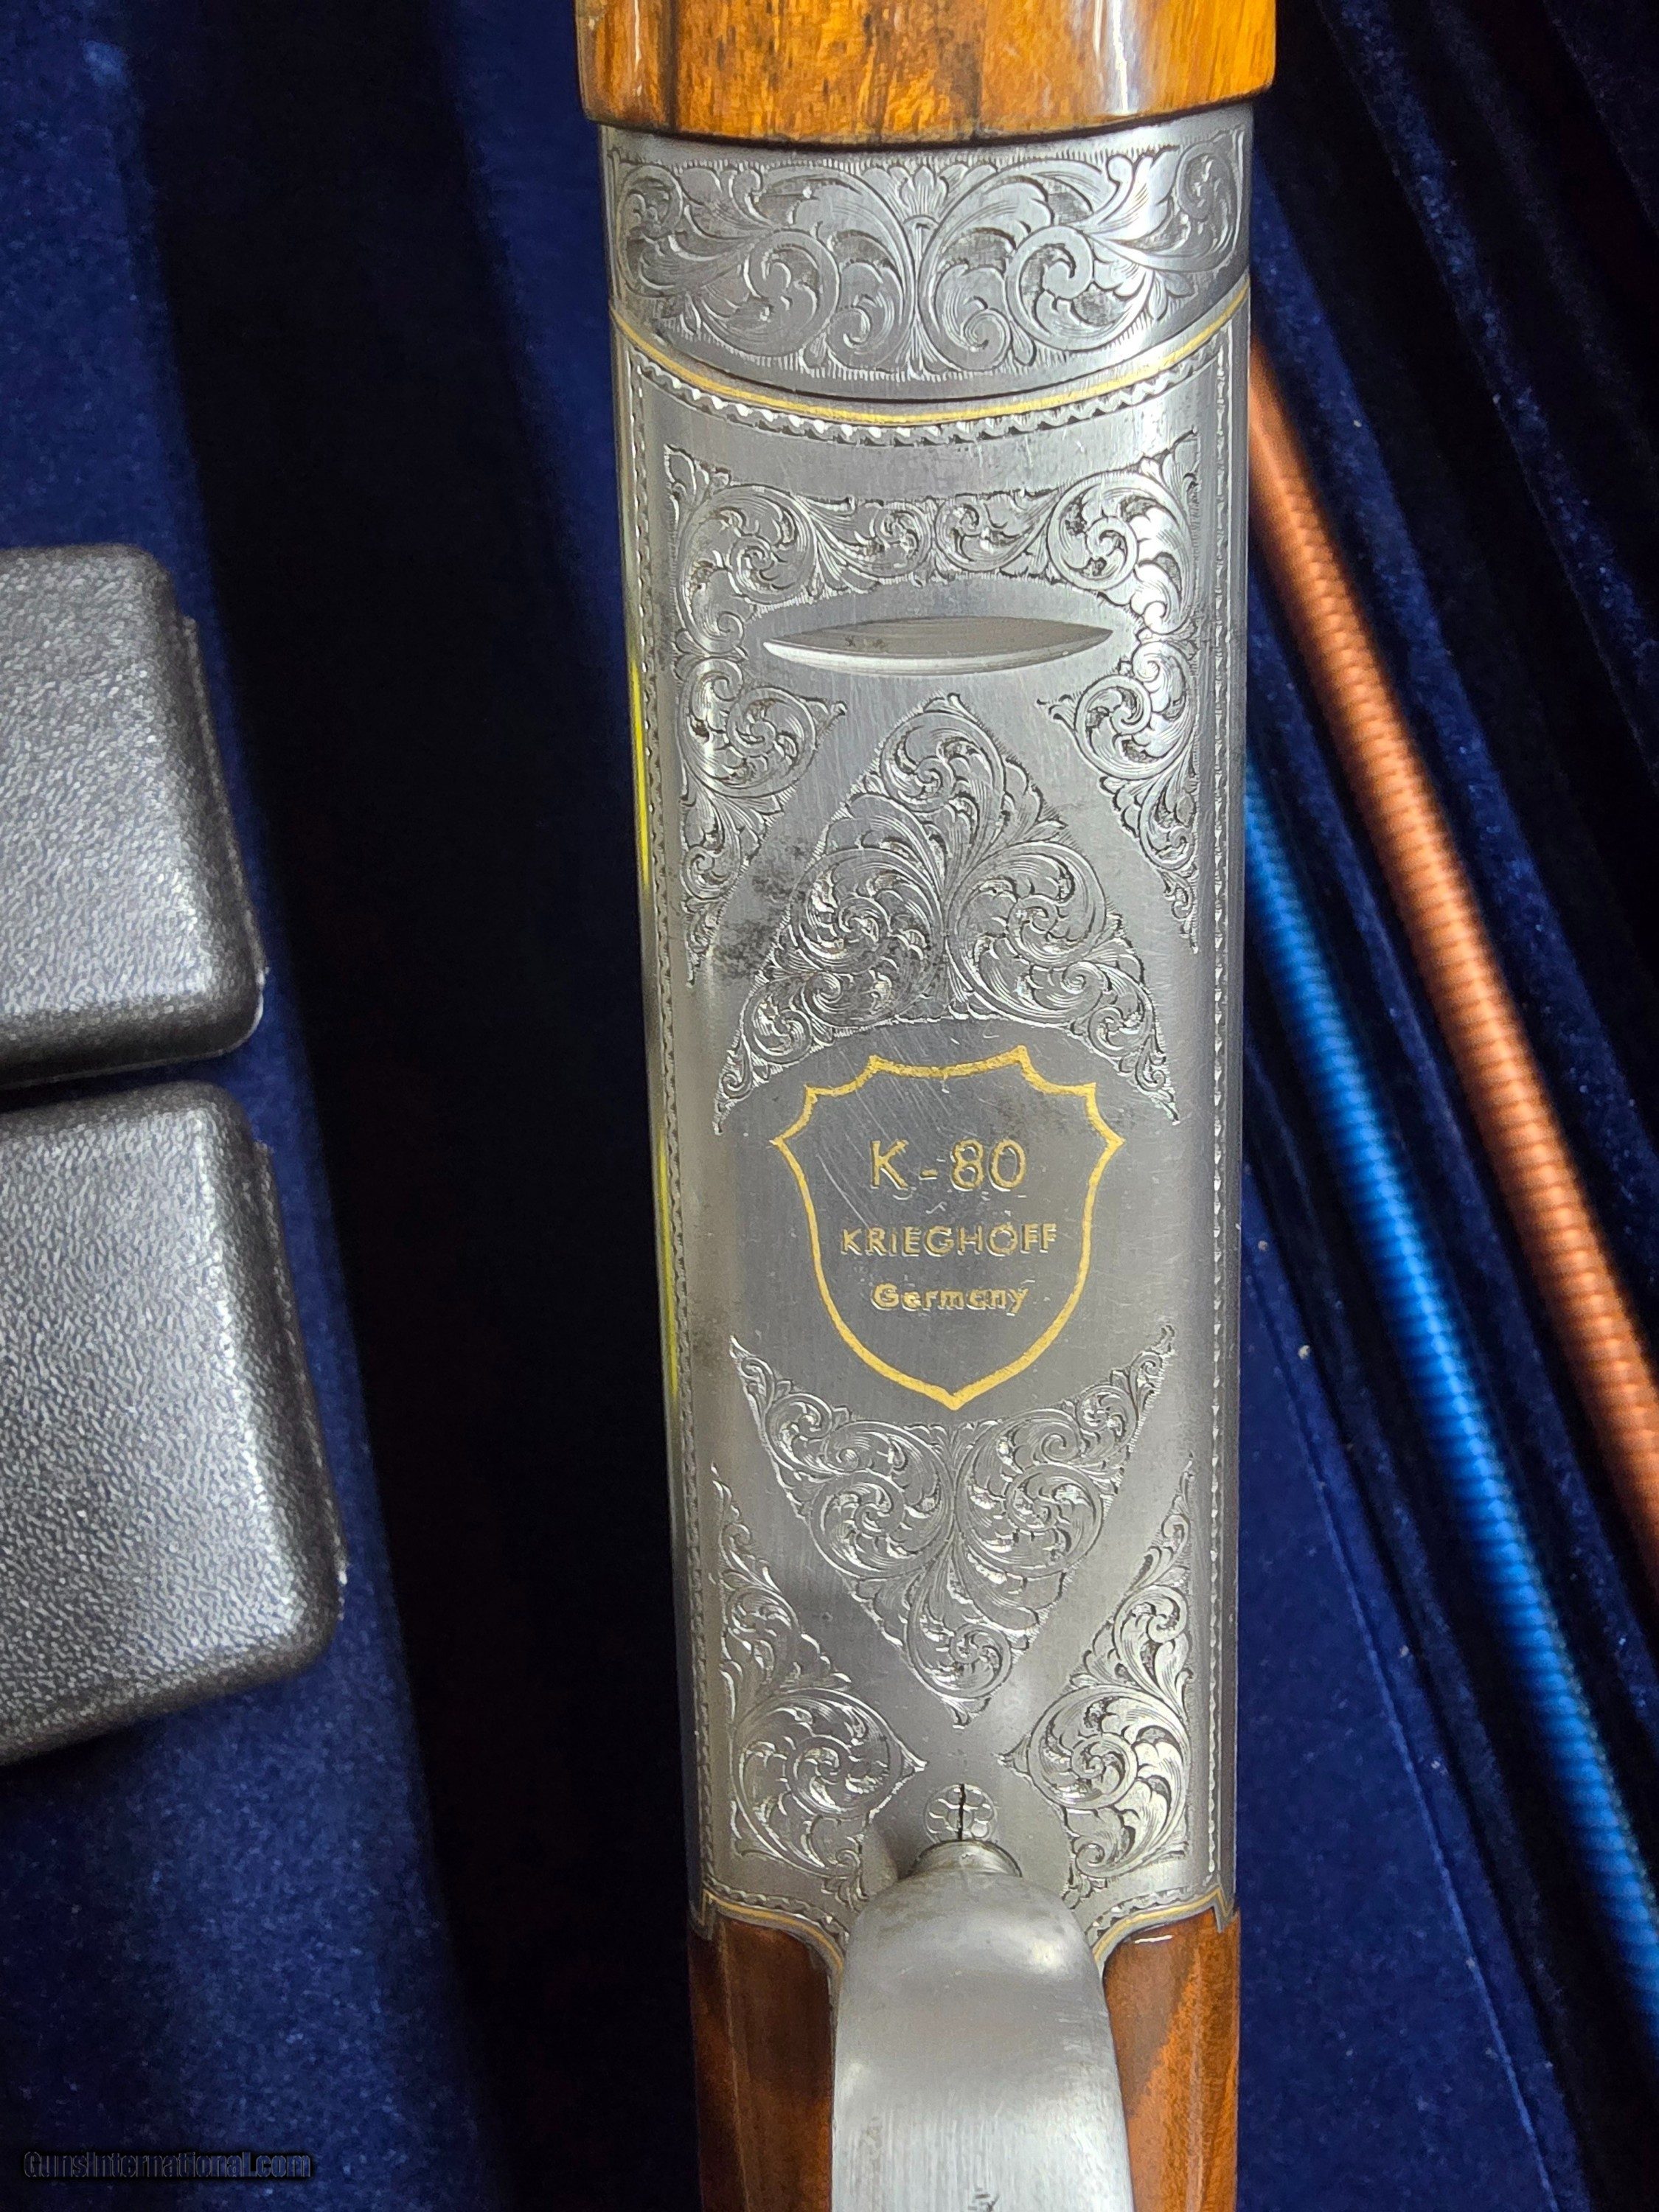 K-80
KRIEGHOFF
Germany
GunsInternational.com